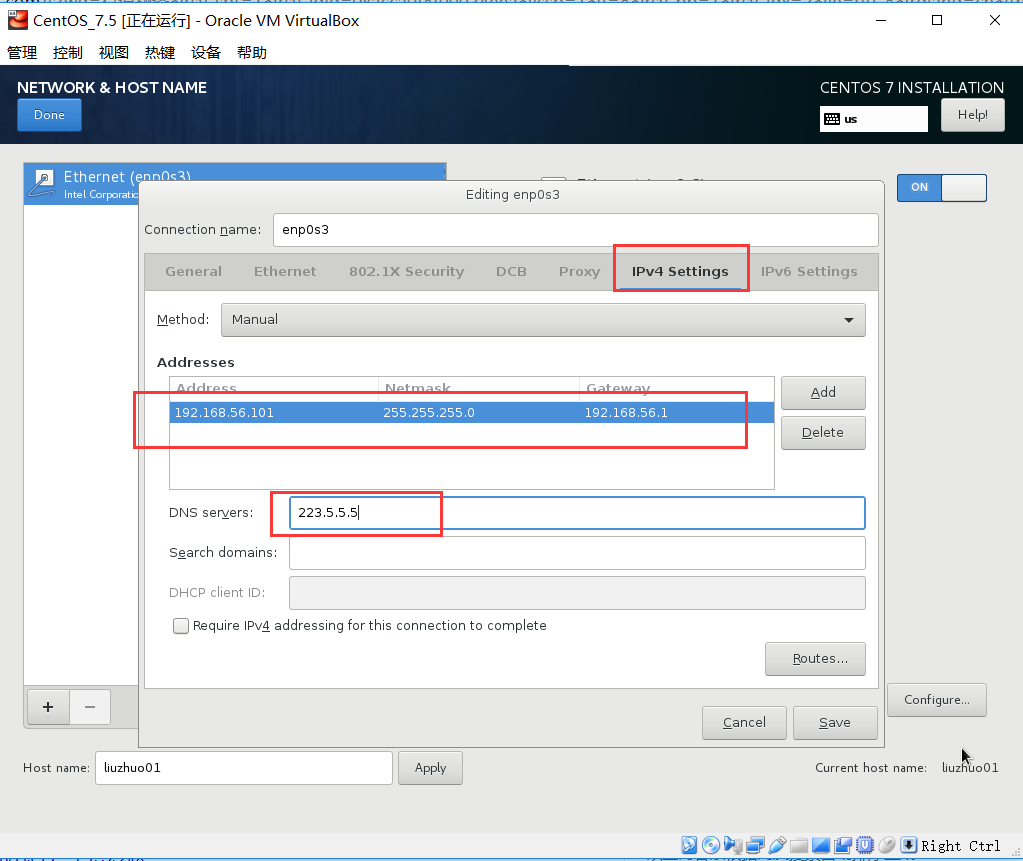 CentOS_7.5 [正在运行] - Oracle VM VirtualBox
管理 控制 视图 热键 设备 帮助
NETWORK & HOST NAME
CENTOS 7 INSTALLATION
Done
us
Help!
Ethernet (enp0s3)
Intel Corporatio
ON
Editing enp0s3
Connection name: enp0s3
General Ethernet 802.1X Security DCB Proxy IPv4 Settings IPv6 Settings
Method: Manual
Addresses
Address Netmask Gateway
192.168.56.101 255.255.255.0 192.168.56.1
Add
Delete
DNS servers: 223.5.5.5
Search domains:
DHCP client ID:
Require IPv4 addressing for this connection to complete
Routes...
+ −
Configure...
Cancel Save
Host name: liuzhuo01 Apply
Current host name: liuzhuo01
Right Ctrl